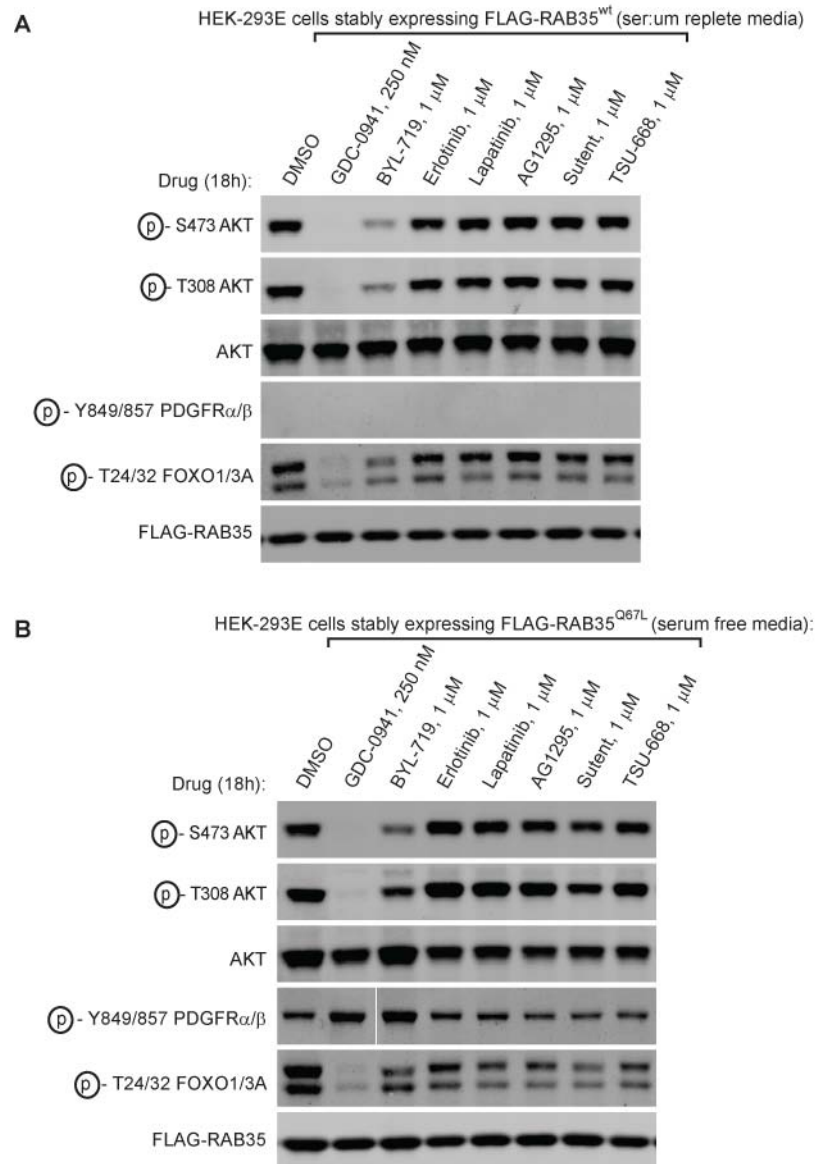 A
HEK-293E cells stably expressing FLAG-RAB35wt (ser:um replete media)
Drug (18h):
DMSO
GDC-0941, 250 nM
BYL-719, 1 μM
Erlotinib, 1 μM
Lapatinib, 1 μM
AG1295, 1 μM
Sutent, 1 μM
TSU-668, 1 μM
p - S473 AKT
p - T308 AKT
AKT
p - Y849/857 PDGFRα/β
p - T24/32 FOXO1/3A
FLAG-RAB35
B
HEK-293E cells stably expressing FLAG-RAB35Q67L (serum free media):
Drug (18h):
DMSO
GDC-0941, 250 nM
BYL-719, 1 μM
Erlotinib, 1 μM
Lapatinib, 1 μM
AG1295, 1 μM
Sutent, 1 μM
TSU-668, 1 μM
p - S473 AKT
p - T308 AKT
AKT
p - Y849/857 PDGFRα/β
p - T24/32 FOXO1/3A
FLAG-RAB35